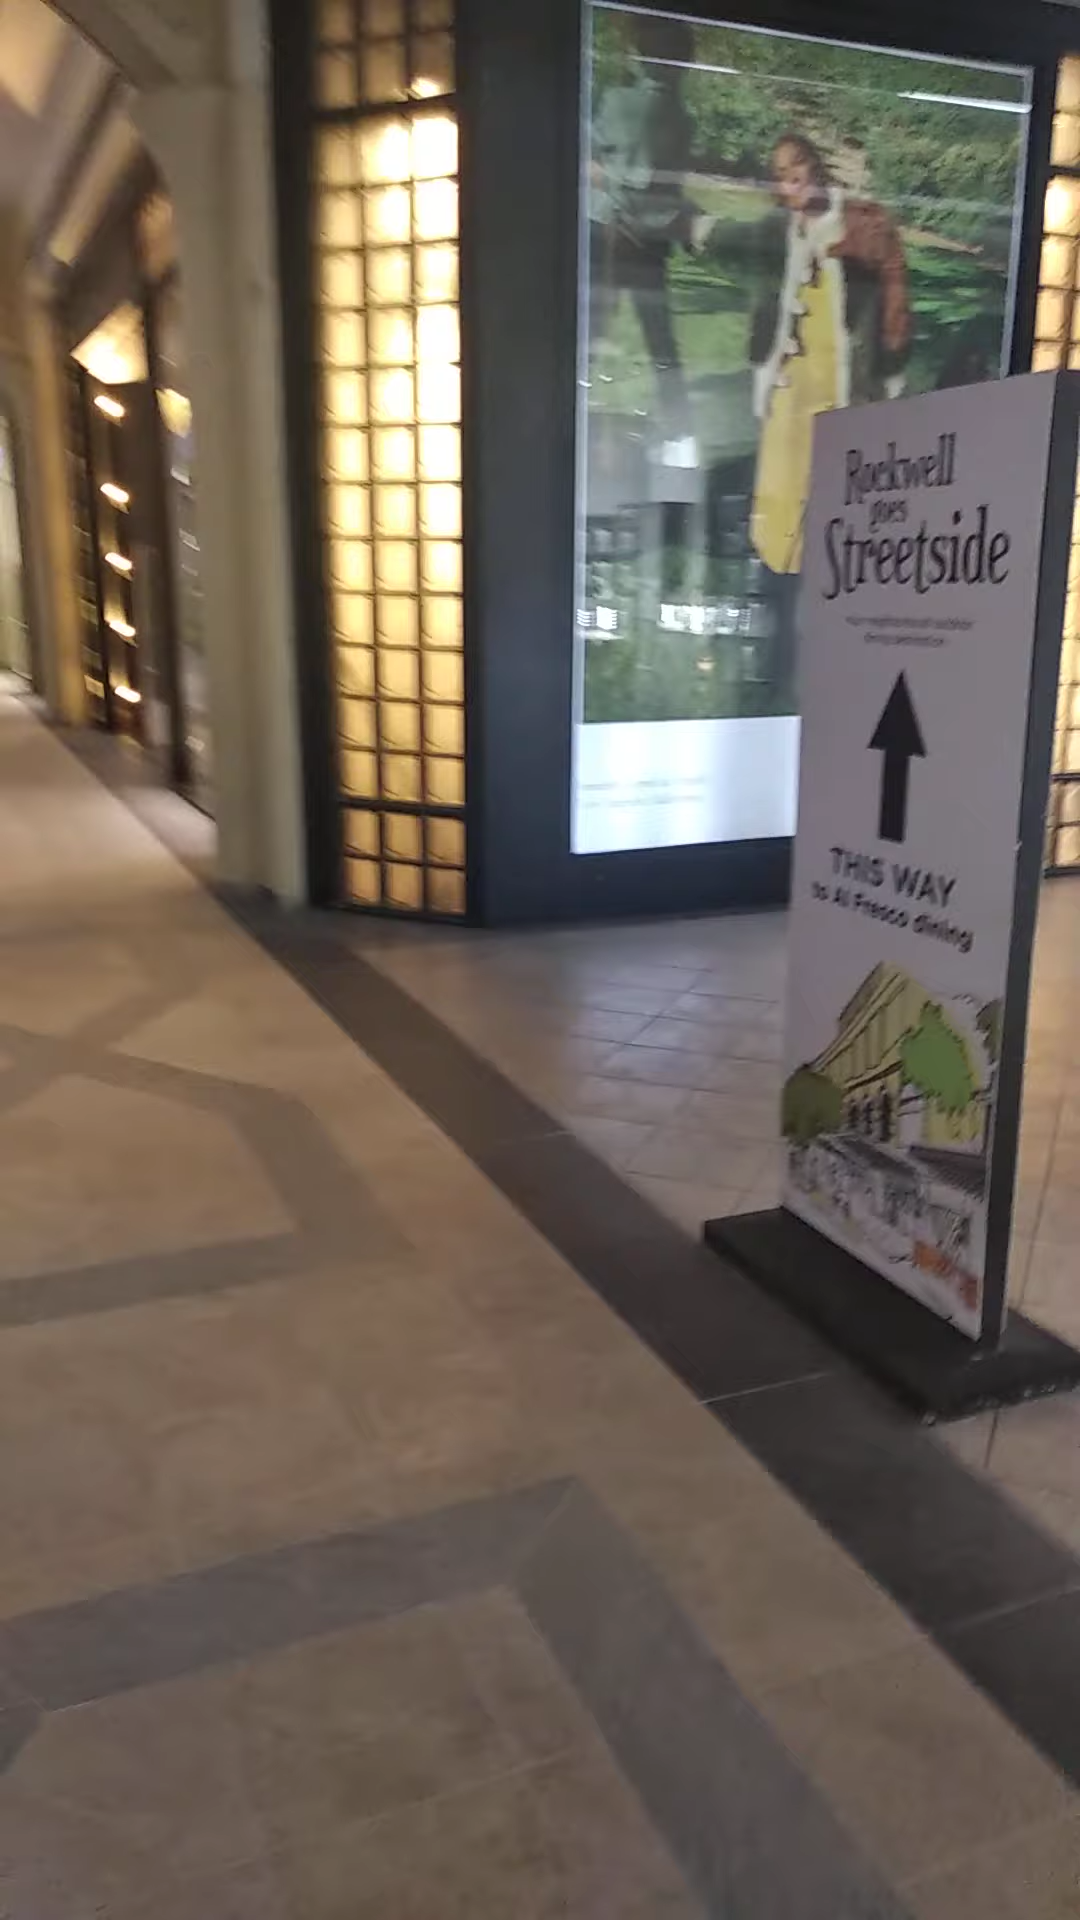 Rockwell
goes
Streetside
THIS WAY
to Al Fresco dining